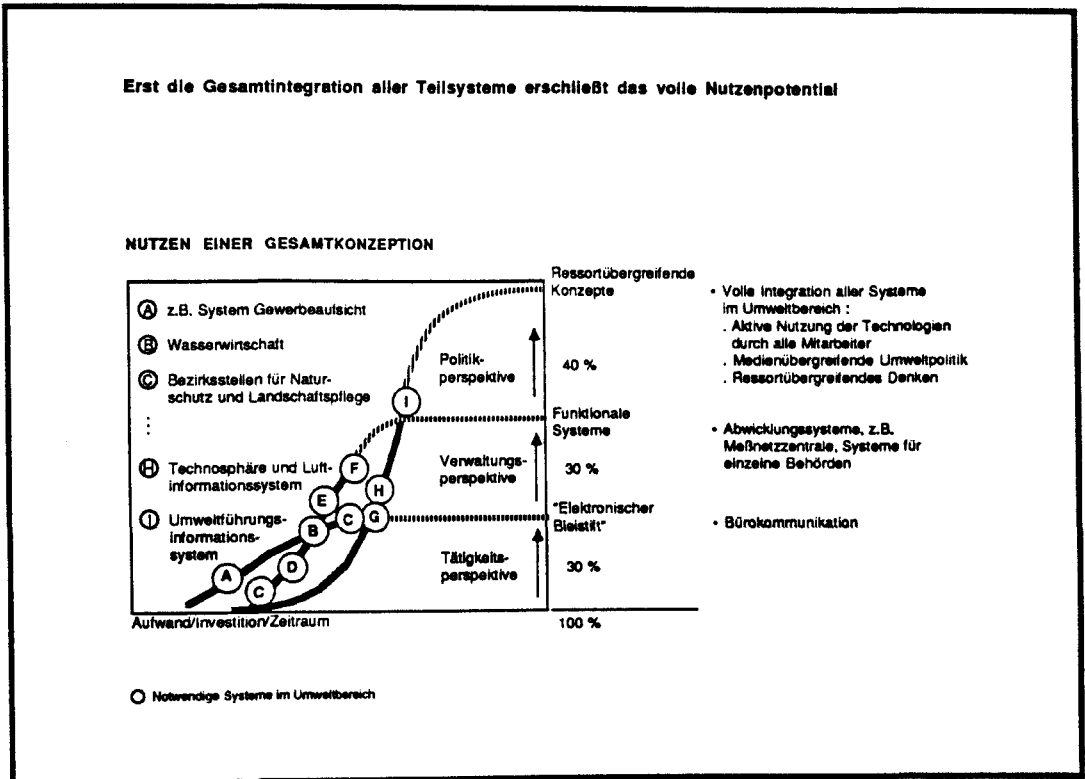 Erst die Gesamtintegration aller Teilsysteme erschließt das volle Nutzenpotential
NUTZEN EINER GESAMTKONZEPTION
Ⓐ z.B. System Gewerbeaufsicht
Ⓑ Wasserwirtschaft
Ⓒ Bezirksstellen für Natur-
schutz und Landschaftspflege
Ⓗ Technosphäre und Luft-
informationssystem
Ⓘ Umweltführungs-
informations-
system
A
B
C
D
C
E
F
G
H
I
Politik-
perspektive
Verwaltungs-
perspektive
Tätigkeits-
perspektive
Ressortübergreifende
Konzepte
40 %
Funktionale
Systeme
30 %
"Elektronischer
Bleistift"
30 %
100 %
• Volle Integration aller Systeme
im Umweltbereich :
. Aktive Nutzung der Technologien
durch alle Mitarbeiter
. Medienübergreifende Umweltpolitik
. Ressortübergreifendes Denken
• Abwicklungssysteme, z.B.
Meßnetzzentrale, Systeme für
einzelne Behörden
• Bürokommunikation
Aufwand/Investition/Zeitraum
Notwendige Systeme im Umweltbereich